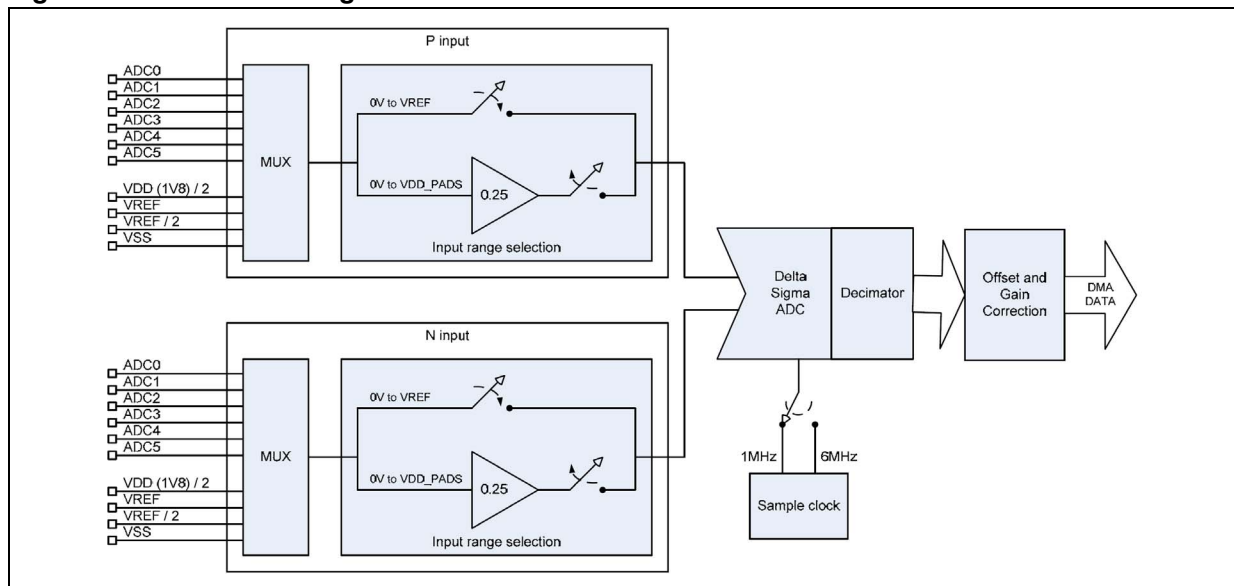 P input
ADC0
ADC1
ADC2
ADC3
ADC4
ADC5
VDD (1V8) / 2
VREF
VREF / 2
VSS
MUX
0V to VREF
0V to VDD_PADS
0.25
Input range selection
N input
ADC0
ADC1
ADC2
ADC3
ADC4
ADC5
VDD (1V8) / 2
VREF
VREF / 2
VSS
MUX
0V to VREF
0V to VDD_PADS
0.25
Input range selection
Delta
Sigma
ADC
Decimator
Offset and
Gain
Correction
DMA
DATA
1MHz
6MHz
Sample clock